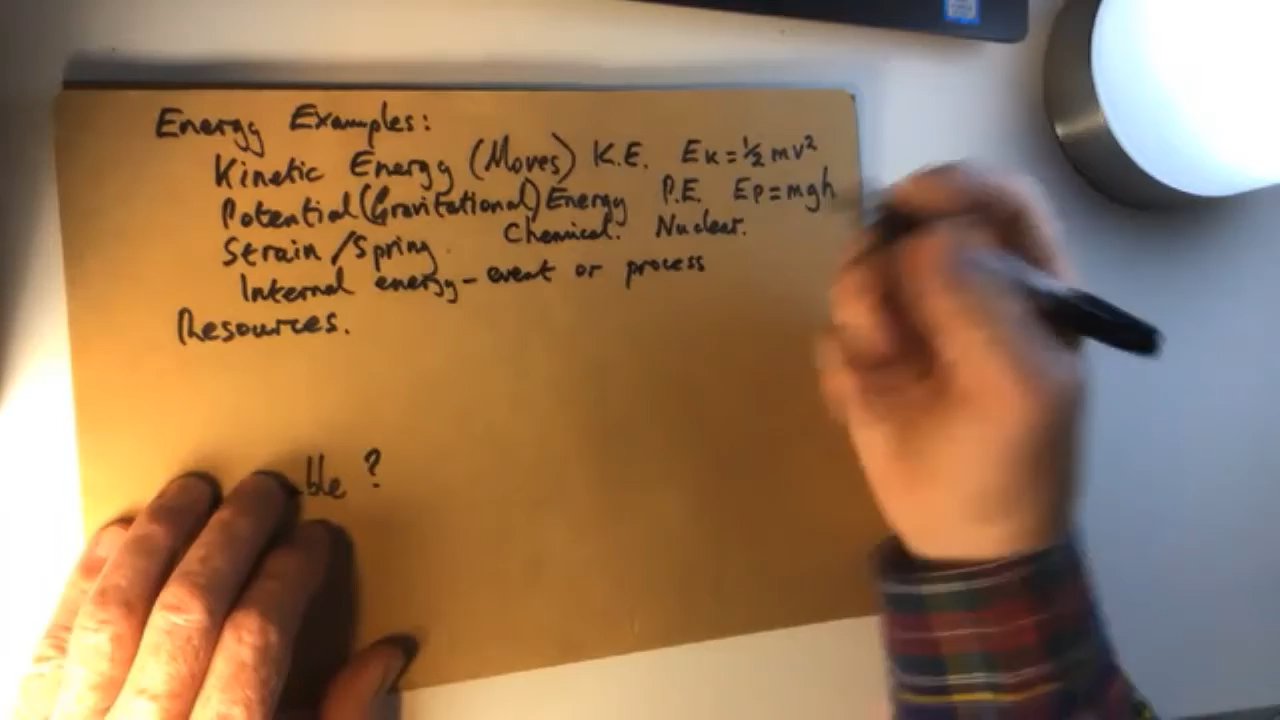 Energy Examples:
Kinetic Energy (Moves) K.E. Ek=½mv²
Potential (Gravitational) Energy P.E. Ep=mgh
Strain/Spring. Chemical. Nuclear.
Internal energy – event or process
Resources.
?